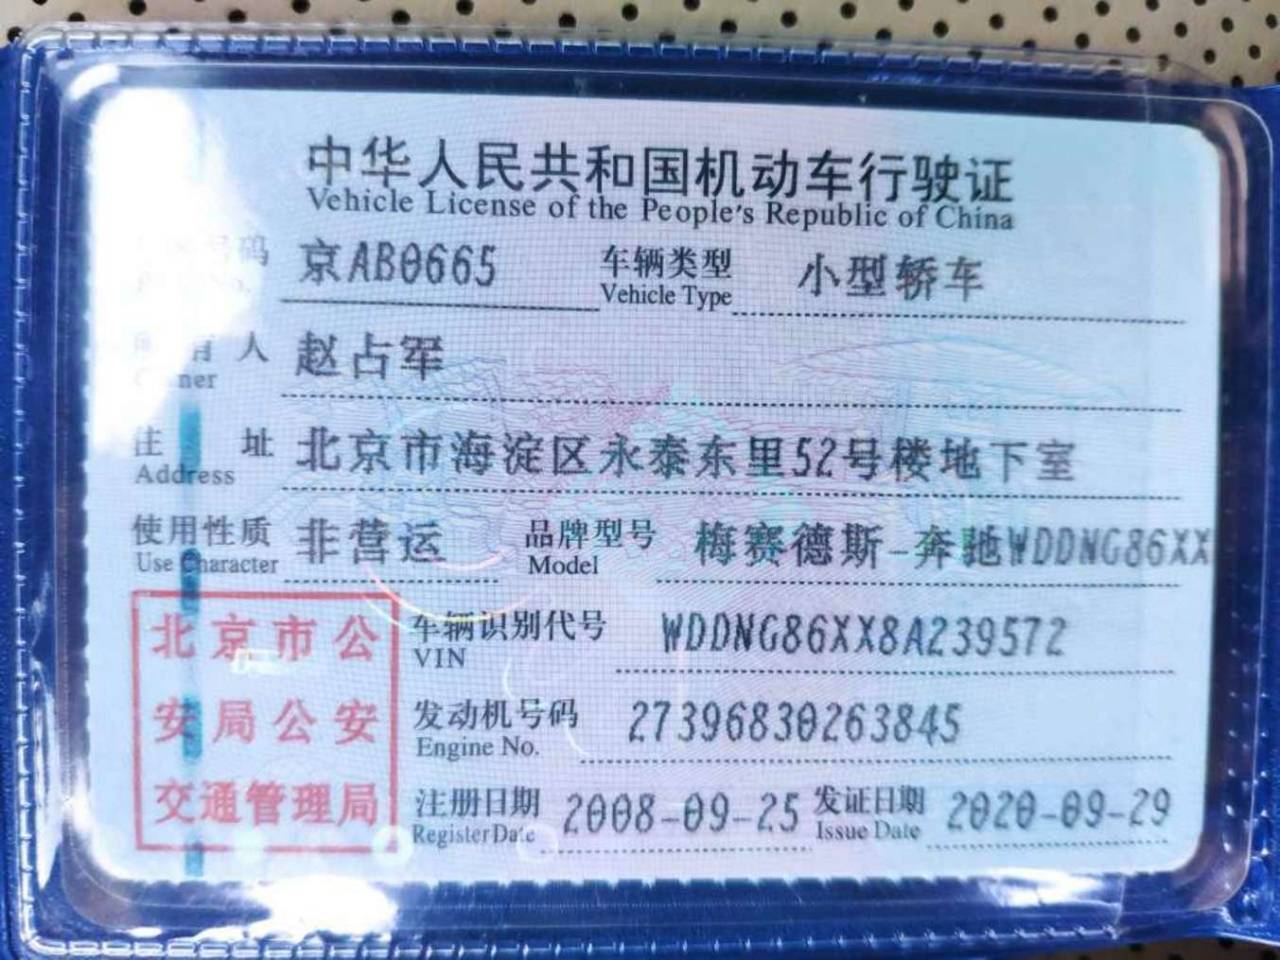 中华人民共和国机动车行驶证
Vehicle License of the People's Republic of China
号码 京AB0665 车辆类型 小型轿车
No. Vehicle Type
人 赵占军
Owner
住 址 北京市海淀区永泰东里52号楼地下室
Address
使用性质 非营运 品牌型号 梅赛德斯-奔驰WDDNG86XX
Use Character Model
北京市公
安局公安
交通管理局
车辆识别代号 WDDNG86XX8A239572
VIN
发动机号码 27396830263845
Engine No.
注册日期 2008-09-25 发证日期 2020-09-29
Register Date Issue Date